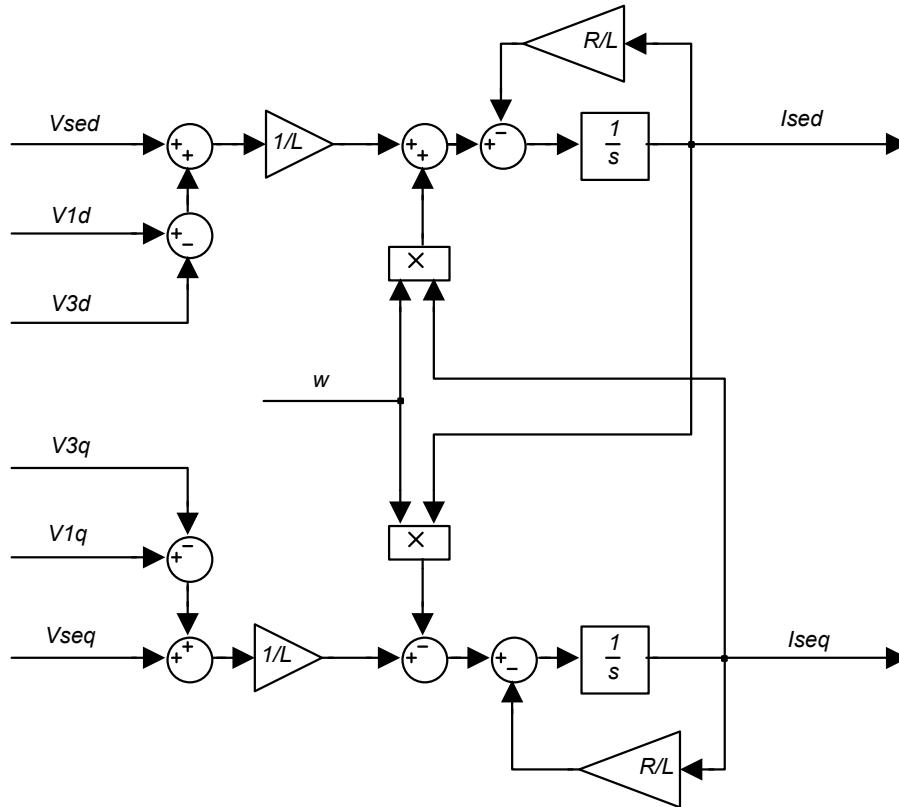 R/L
Vsed
1/L
1
s
Ised
+
+
+
+
+
−
V1d
+
−
×
V3d
w
V3q
V1q
−
+
×
Vseq
+
+
1/L
−
+
+
−
1
s
Iseq
R/L